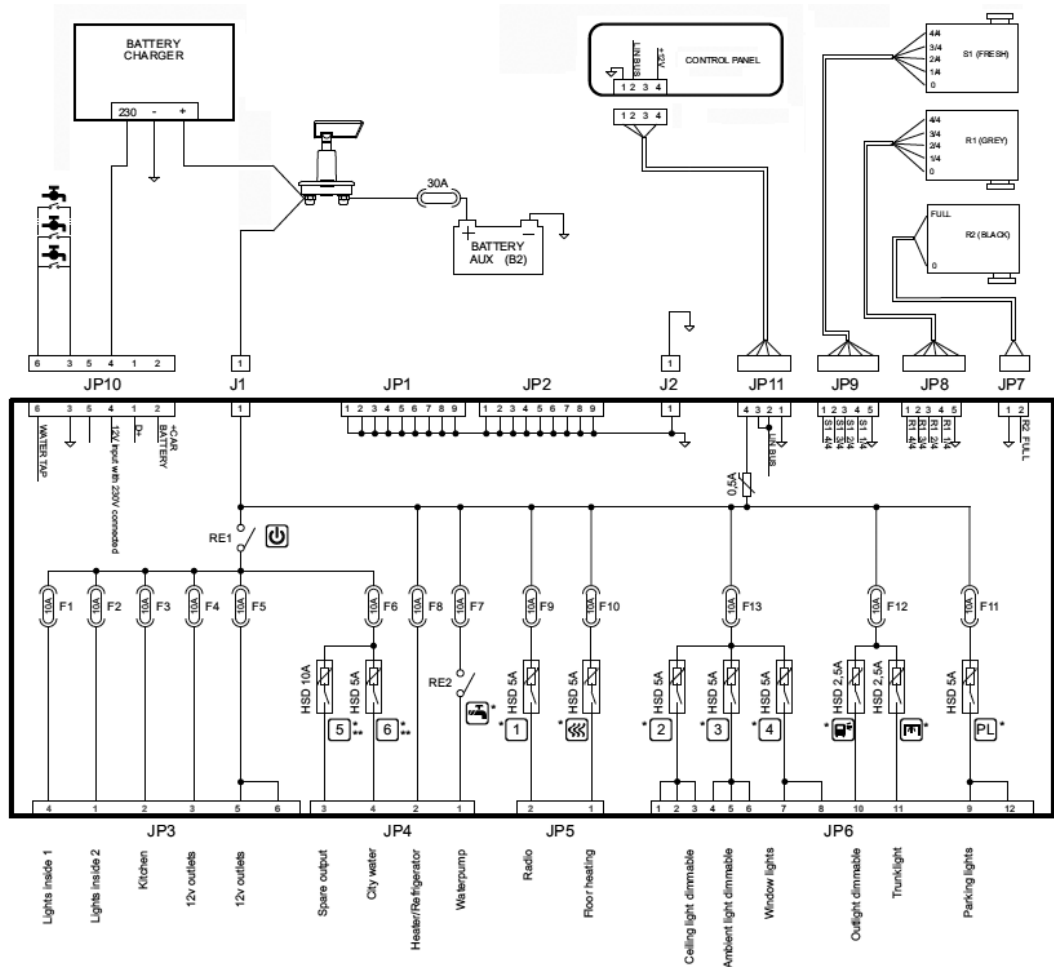 BATTERY
CHARGER
230 - +
LIN BUS
±12V
CONTROL PANEL
1 2 3 4
1 2 3 4
4/4
3/4
2/4
1/4
0
S1 (FRESH)
4/4
3/4
2/4
1/4
0
R1 (GREY)
FULL
0
R2 (BLACK)
30A
+ -
BATTERY
AUX (B2)
6 3 5 4 1 2
1
1
JP10 J1 JP1 JP2 J2 JP11 JP9 JP8 JP7
6 3 5 4 1 2
1
1 2 3 4 5 6 7 8 9
1 2 3 4 5 6 7 8 9
1
4 3 2 1
1 2 3 4 5
1 2 3 4 5
1 2
WATER TAP
12V input with 230V connected
D+
+CAR
BATTERY
LIN BUS
S1 4/4
S1 3/4
S1 2/4
S1 1/4
R1 4/4
R1 3/4
R1 2/4
R1 1/4
R2 FULL
0,5A
RE1
10A F1
10A F2
10A F3
10A F4
10A F5
10A F6
10A F8
10A F7
10A F9
10A F10
10A F13
10A F12
10A F11
HSD 10A
HSD 5A
RE2
HSD 5A
HSD 5A
HSD 5A
HSD 5A
HSD 5A
HSD 2,5A
HSD 2,5A
HSD 5A
5 * **
6 * **
*
* 1
*
* 2
* 3
* 4
*
*
* PL
4 1 2 3 5 6
3 4 2 1
2 1
1 2 3 4 5 6 7 8 10 11 9 12
JP3 JP4 JP5 JP6
Lights inside 1
Lights inside 2
Kitchen
12v outlets
12v outlets
Spare output
City water
Heater/Refrigerator
Waterpump
Radio
Floor heating
Ceiling light dimmable
Ambient light dimmable
Window lights
Outlight dimmable
Trunklight
Parking lights